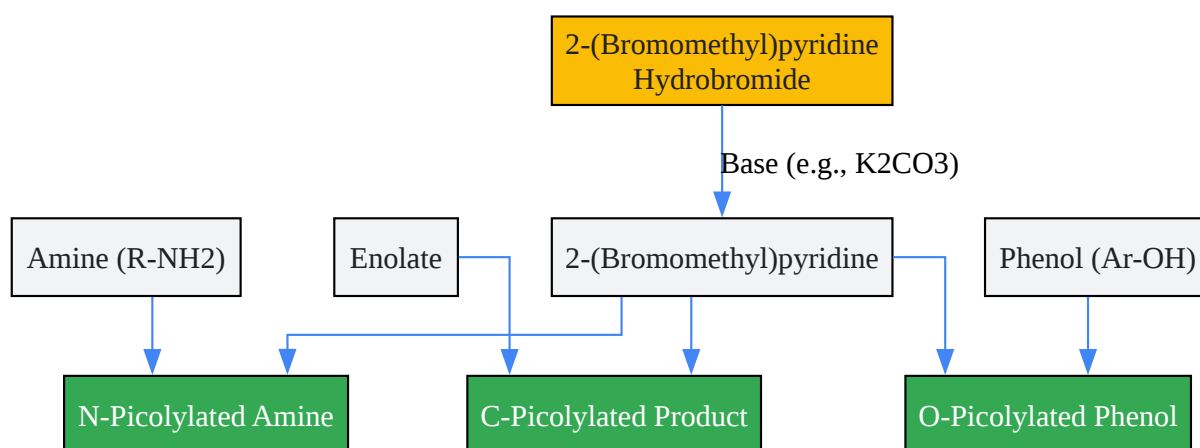 2-(Bromomethyl)pyridine
Hydrobromide
Base (e.g., K2CO3)
Amine (R-NH2)
Enolate
2-(Bromomethyl)pyridine
Phenol (Ar-OH)
N-Picolylated Amine
C-Picolylated Product
O-Picolylated Phenol